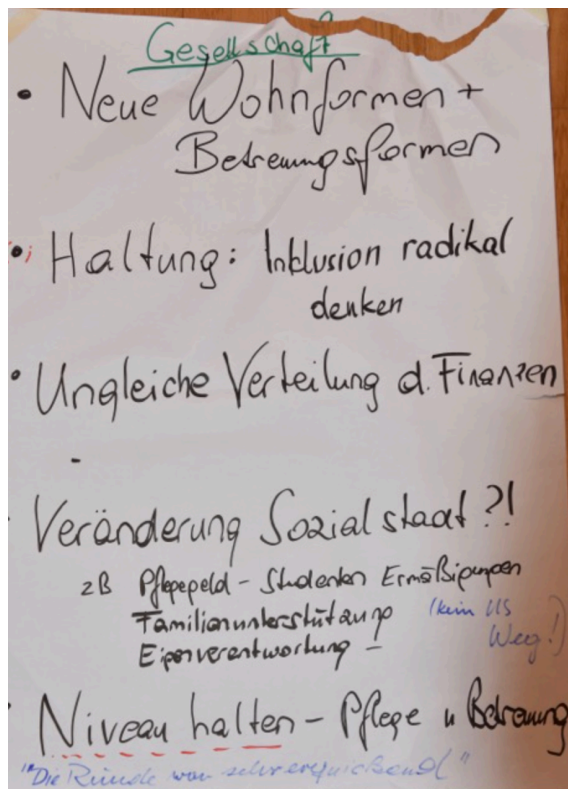 Gesellschaft
• Neue Wohnformen +
Betreuungsformen
• Haltung: Inklusion radikal
denken
• Ungleiche Verteilung d. Finanzen
-
Veränderung Sozialstaat?!
zB Pflegegeld - Studenten Ermäßigungen
Familienunterstützung (kein US
Eigenverantwortung - Weg!)
• Niveau halten - Pflege u Betreuung
"Die Runde war sehr erquickend"